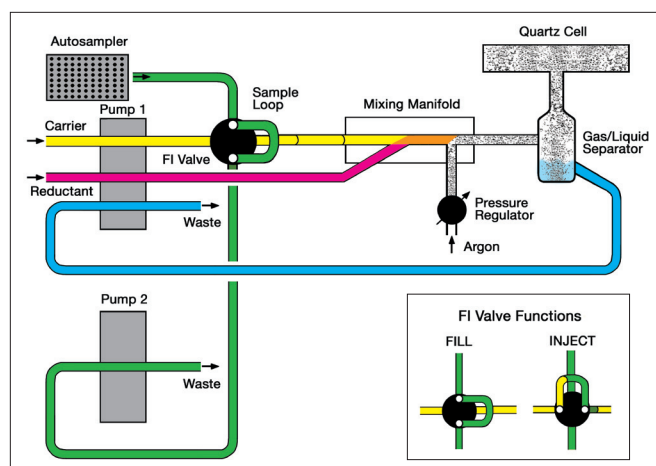 Autosampler
Quartz Cell
Sample
Loop
Pump 1
Mixing Manifold
Carrier
FI Valve
Gas/Liquid
Separator
Reductant
Waste
Pressure
Regulator
Argon
Pump 2
Waste
FI Valve Functions
FILL
INJECT